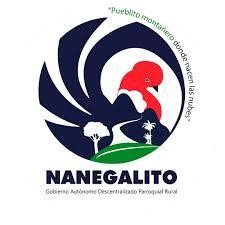 "Pueblito montañero donde nacen las nubes"
NANEGALITO
Gobierno Autónomo Descentralizado Parroquial Rural